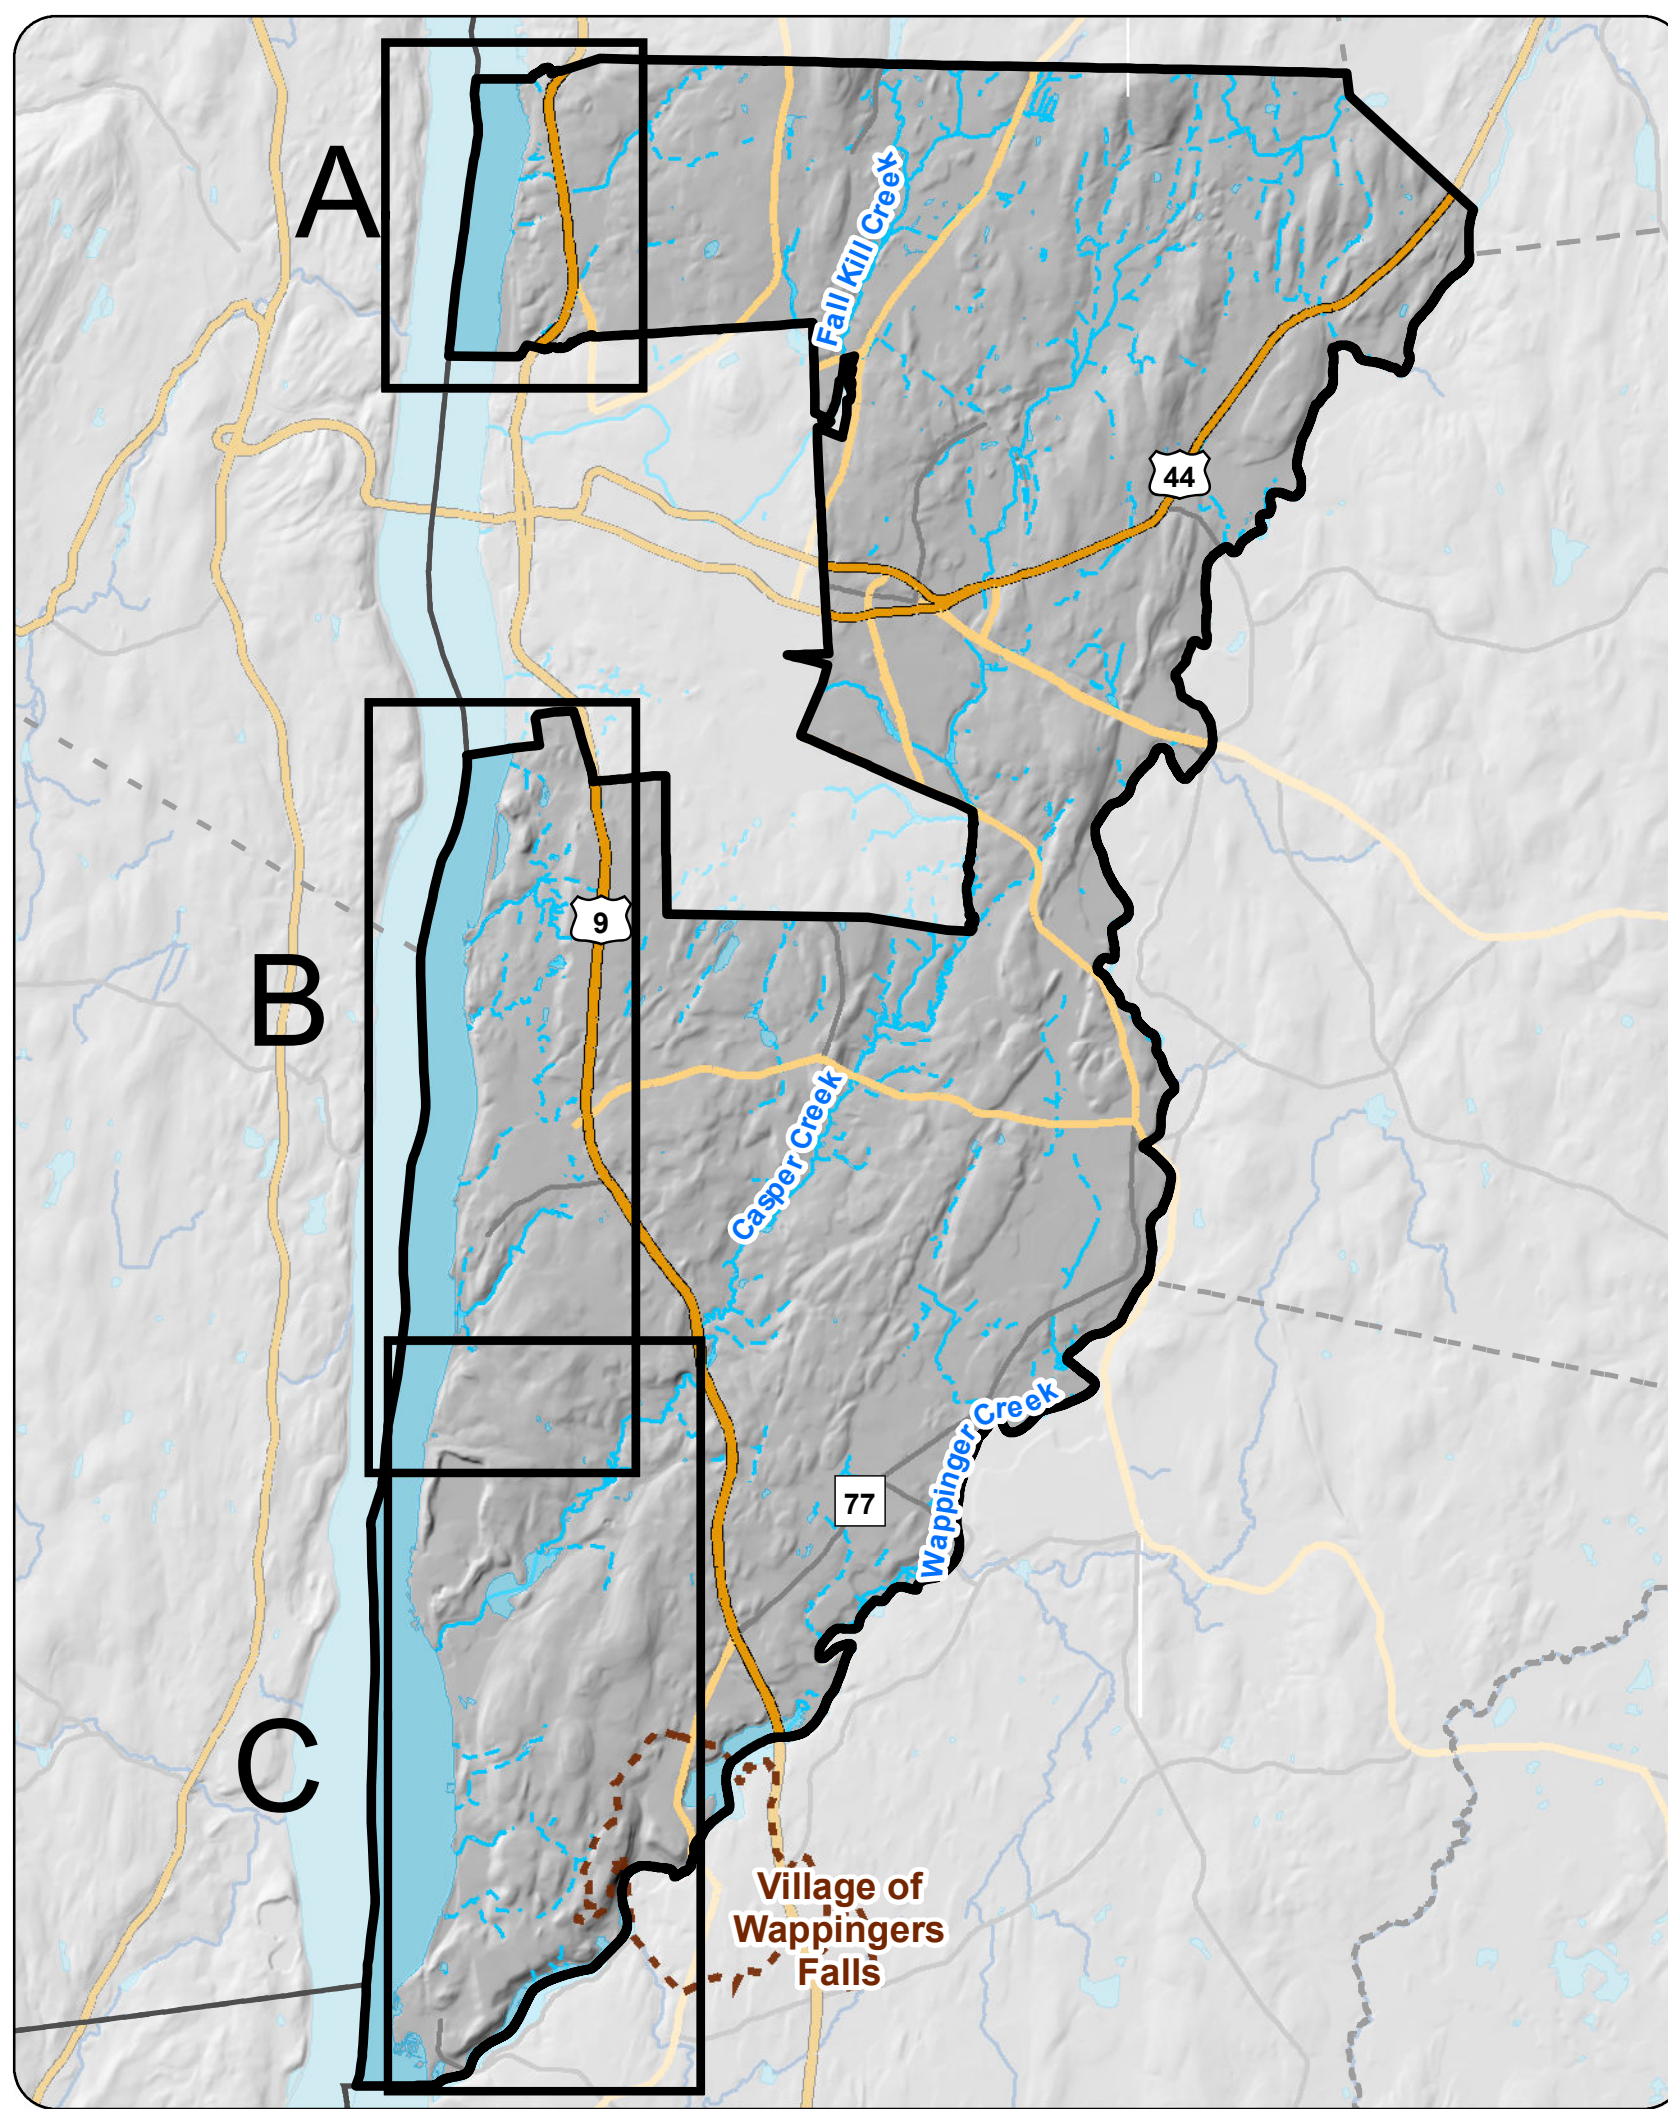 A
Fall Kill Creek
44
9
B
Casper Creek
Wappinger Creek
77
C
Village of
Wappingers
Falls